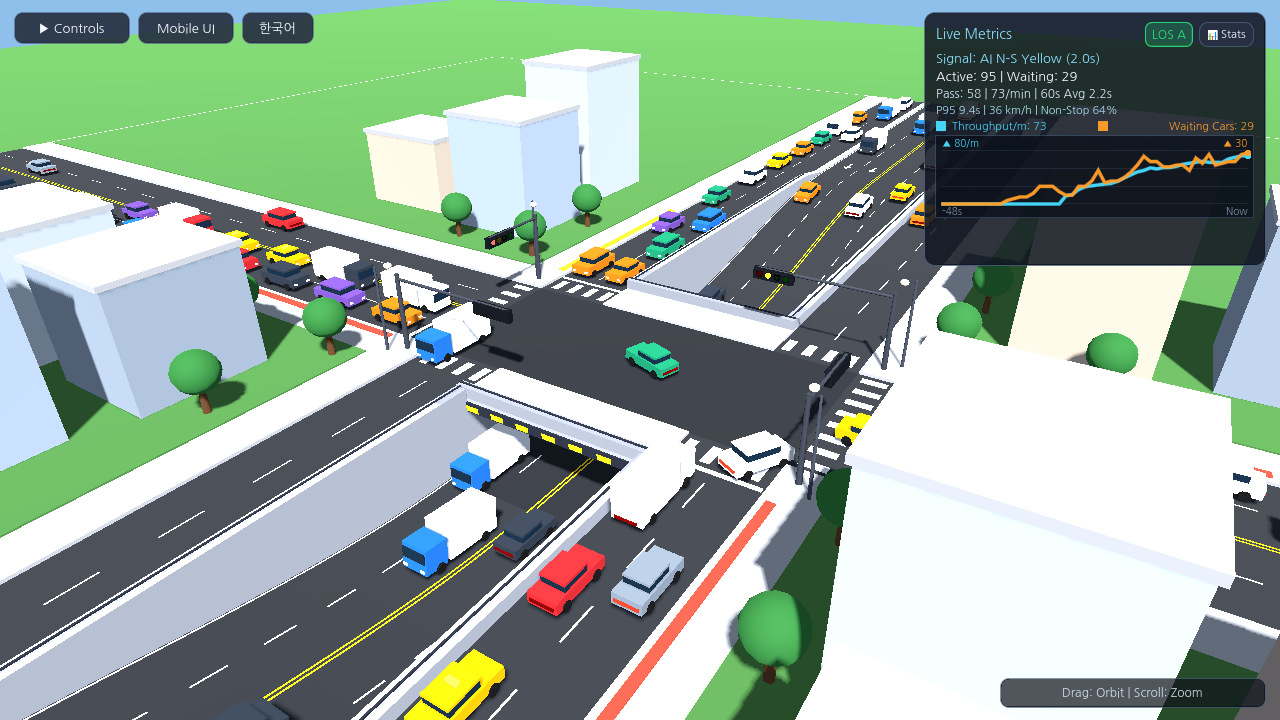 ▶ Controls
Mobile UI
한국어
Live Metrics
LOS A
📊 Stats
Signal: AI N-S Yellow (2.0s)
Active: 95 | Waiting: 29
Pass: 58 | 73/min | 60s Avg 2.2s
P95 9.4s | 36 km/h | Non-Stop 64%
Throughput/m: 73
Waiting Cars: 29
▲ 80/m
▲ 30
-48s
Now
Drag: Orbit | Scroll: Zoom